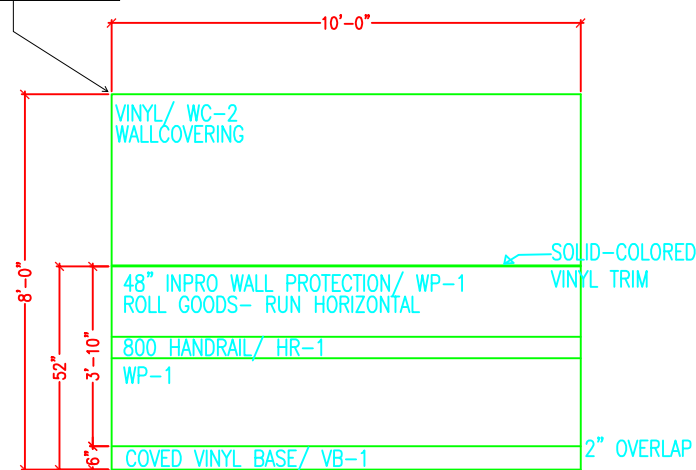 10'-0"
VINYL/ WC-2
WALLCOVERING
SOLID-COLORED
VINYL TRIM
8'-0"
48" INPRO WALL PROTECTION/ WP-1
ROLL GOODS- RUN HORIZONTAL
800 HANDRAIL/ HR-1
52"
3'-10"
WP-1
2" OVERLAP
6"
COVED VINYL BASE/ VB-1